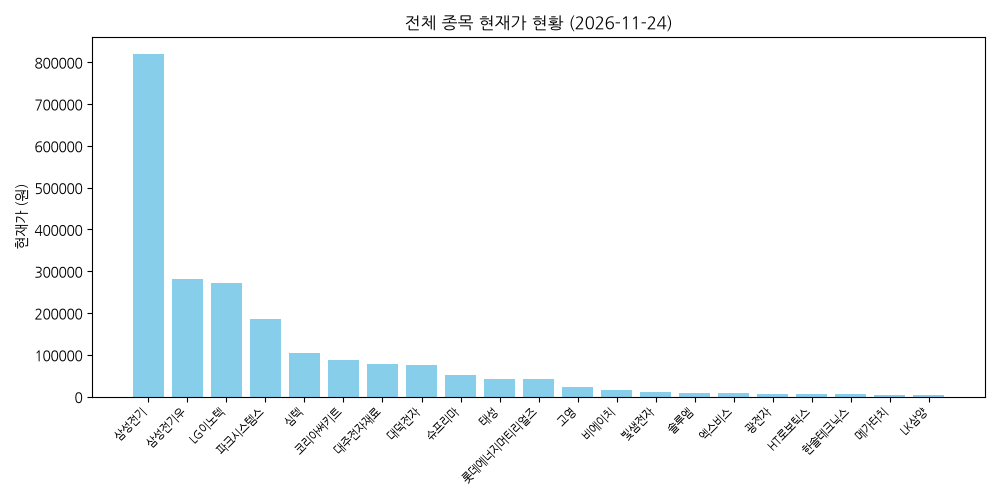 전체 종목 현재가 현황 (2026-11-24)
현재가 (원)
800000
700000
600000
500000
400000
300000
200000
100000
0
삼성전기
삼성전기우
LG이노텍
파크시스템스
심텍
코리아써키트
대주전자재료
대덕전자
슈프리마
태성
롯데에너지머티리얼즈
고영
비에이치
빛샘전자
솔루엠
엑스비스
광전자
HT로보틱스
한솔테크닉스
메가터치
LK삼양